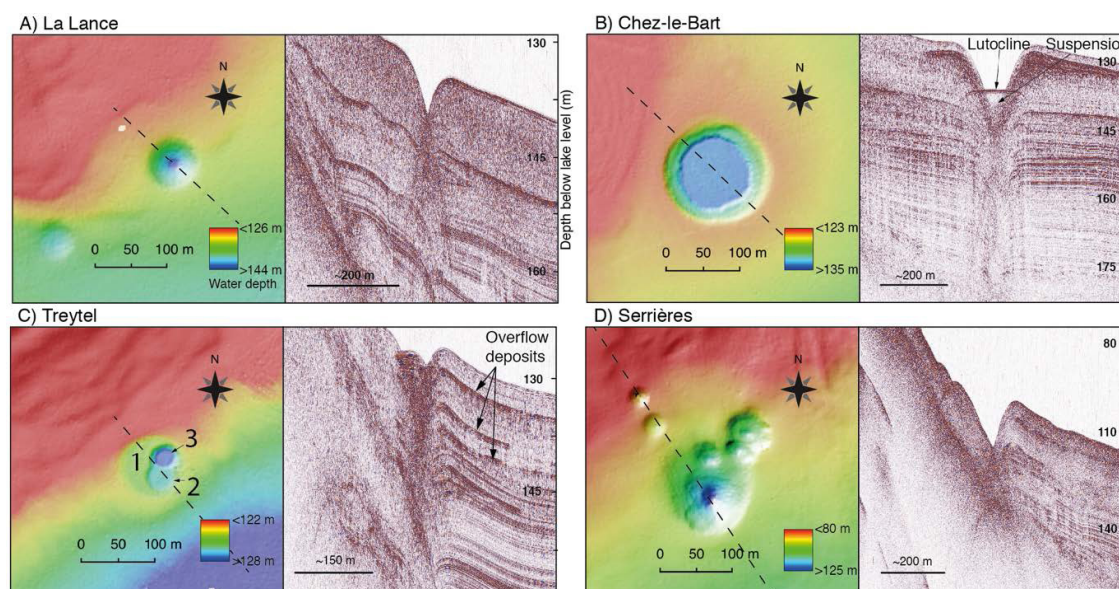 A) La Lance
N
0 50 100 m
<126 m
>144 m
Water depth
~200 m
130
145
160
Depth below lake level (m)
B) Chez-le-Bart
N
0 50 100 m
<123 m
>135 m
Lutocline Suspensio
130
145
160
175
~200 m
C) Treytel
N
1
3
2
0 50 100 m
<122 m
>128 m
Overflow
deposits
130
145
~150 m
D) Serrières
N
0 50 100 m
<80 m
>125 m
80
110
140
~200 m